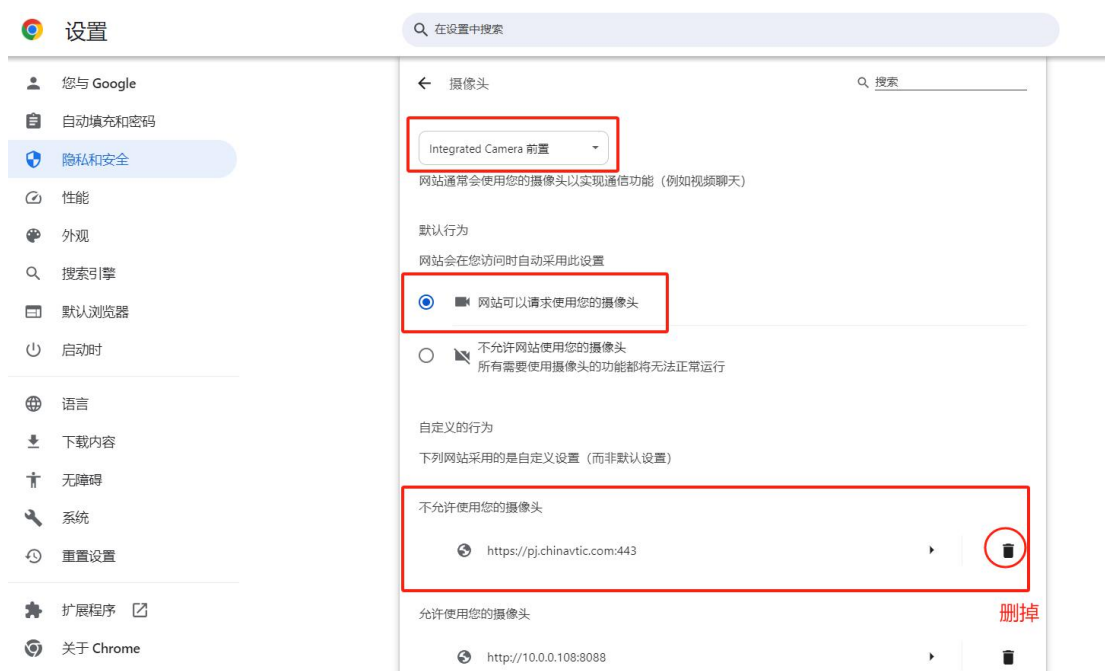 设置
在设置中搜索
您与 Google
自动填充和密码
隐私和安全
性能
外观
搜索引擎
默认浏览器
启动时
语言
下载内容
无障碍
系统
重置设置
扩展程序
关于 Chrome
摄像头
搜索
Integrated Camera 前置
网站通常会使用您的摄像头以实现通信功能（例如视频聊天）
默认行为
网站会在您访问时自动采用此设置
网站可以请求使用您的摄像头
不允许网站使用您的摄像头
所有需要使用摄像头的功能都将无法正常运行
自定义的行为
下列网站采用的是自定义设置（而非默认设置）
不允许使用您的摄像头
https://pj.chinavtic.com:443
删掉
允许使用您的摄像头
http://10.0.0.108:8088